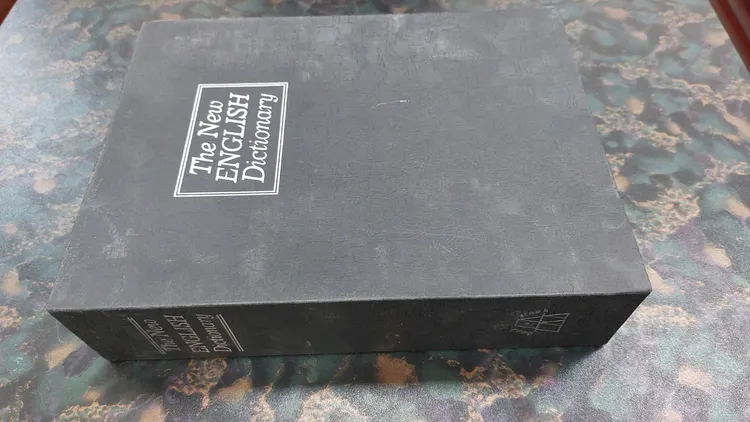 The New
ENGLISH
Dictionary
The New
ENGLISH
Dictionary